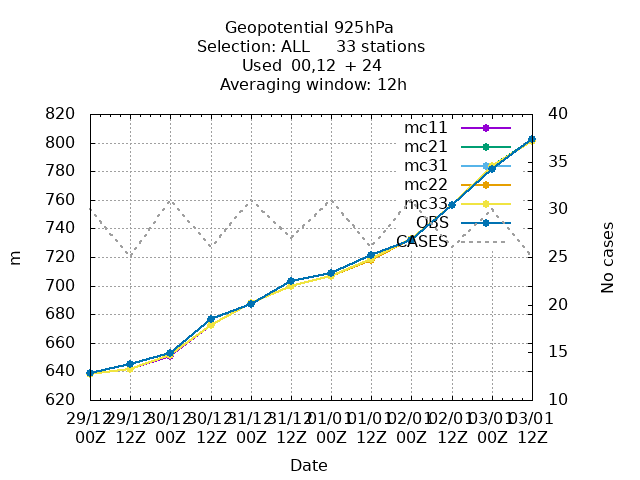 Geopotential 925hPa
Selection: ALL 33 stations
Used 00,12 + 24
Averaging window: 12h
820 40
mc11
mc21
800
35
mc31
780
mc22
760
mc33
30
740
OBS
CASES
720 25
m
No cases
700
680 20
660 15
640
620 10
29/12 29/12 30/12 30/12 31/12 31/12 01/01 01/01 02/01 02/01 03/01 03/01
00Z 12Z 00Z 12Z 00Z 12Z 00Z 12Z 00Z 12Z 00Z 12Z
Date